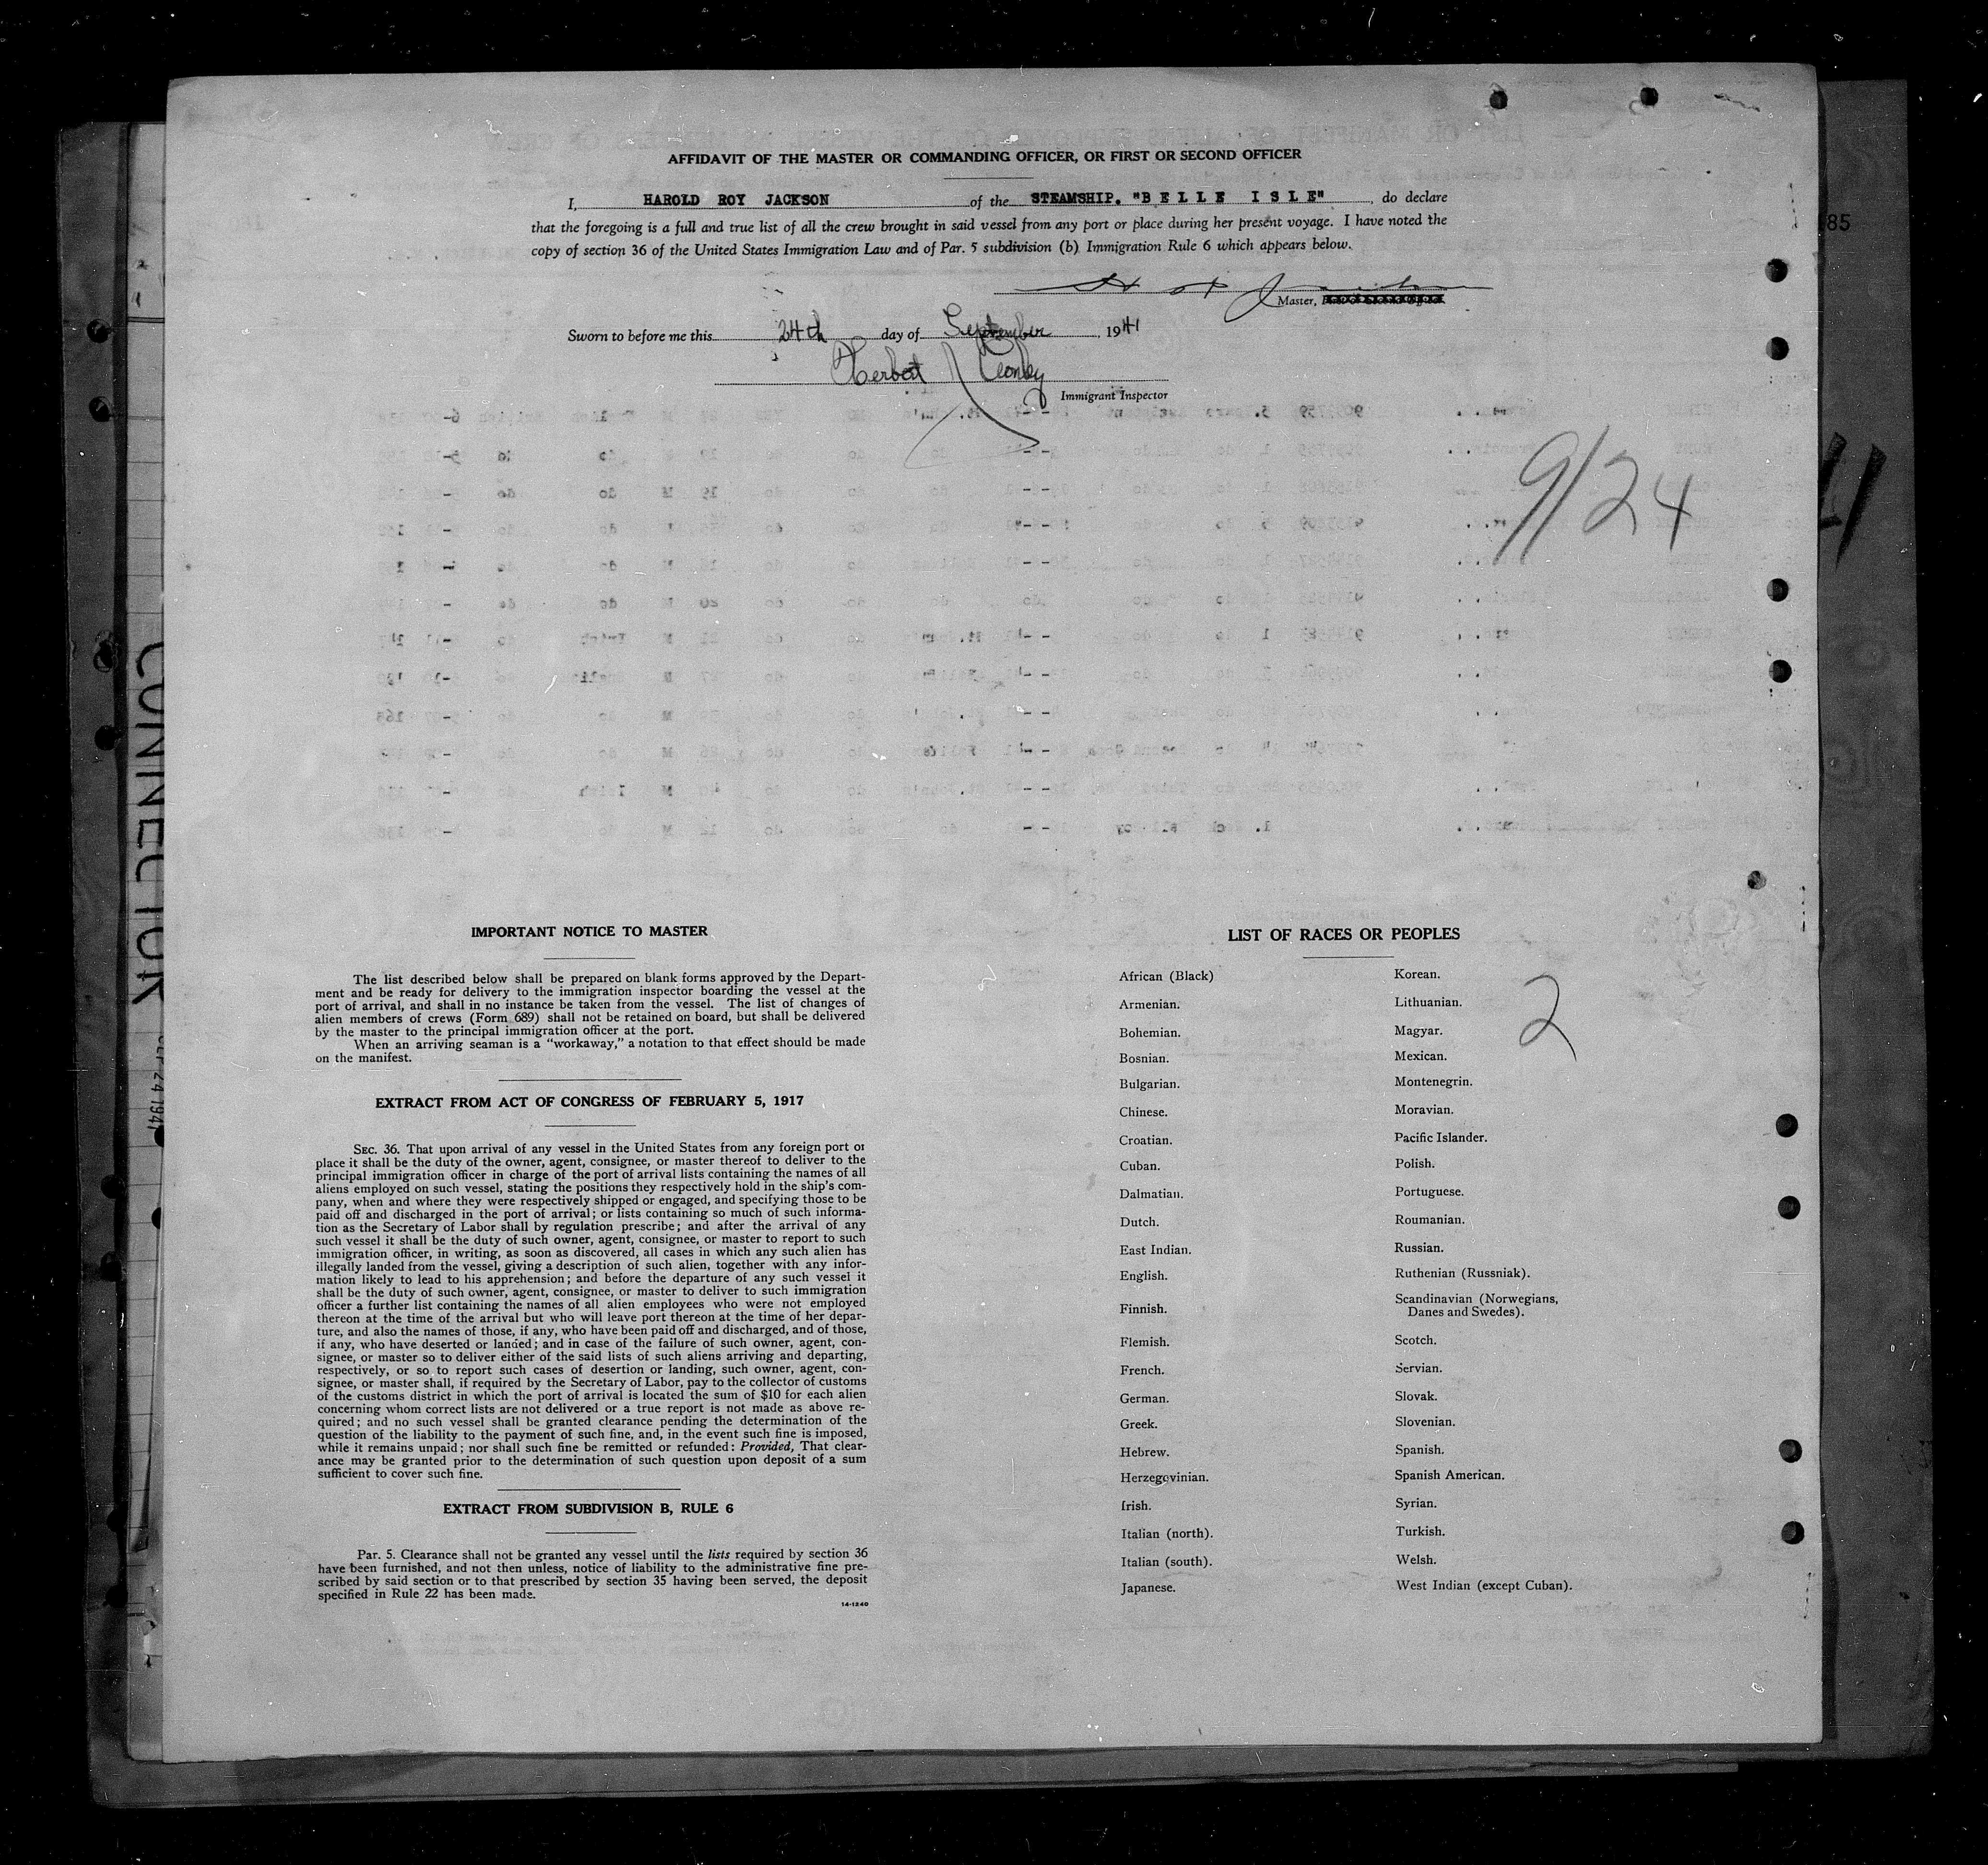 AFFIDAVIT OF THE MASTER OR COMMANDING OFFICER, OR FIRST OR SECOND OFFICER
I, HAROLD ROY JACKSON of the STEAMSHIP. "B E L L E I S L E", do declare
that the foregoing is a full and true list of all the crew brought in said vessel from any port or place during her present voyage. I have noted the
copy of section 36 of the United States Immigration Law and of Par. 5 subdivision (b) Immigration Rule 6 which appears below.
Master,
Sworn to before me this 24th day of September, 1941
Herbert
Immigrant Inspector
9/24
85
CONNECTION
IMPORTANT NOTICE TO MASTER
The list described below shall be prepared on blank forms approved by the Depart-
ment and be ready for delivery to the immigration inspector boarding the vessel at the
port of arrival, and shall in no instance be taken from the vessel. The list of changes of
alien members of crews (Form 689) shall not be retained on board, but shall be delivered
by the master to the principal immigration officer at the port.
When an arriving seaman is a "workaway," a notation to that effect should be made
on the manifest.
EXTRACT FROM ACT OF CONGRESS OF FEBRUARY 5, 1917
SEC. 36. That upon arrival of any vessel in the United States from any foreign port or
place it shall be the duty of the owner, agent, consignee, or master thereof to deliver to the
principal immigration officer in charge of the port of arrival lists containing the names of all
aliens employed on such vessel, stating the positions they respectively hold in the ship's com-
pany, when and where they were respectively shipped or engaged, and specifying those to be
paid off and discharged in the port of arrival; or lists containing so much of such informa-
tion as the Secretary of Labor shall by regulation prescribe; and after the arrival of any
such vessel it shall be the duty of such owner, agent, consignee, or master to report to such
immigration officer, in writing, as soon as discovered, all cases in which any such alien has
illegally landed from the vessel, giving a description of such alien, together with any infor-
mation likely to lead to his apprehension; and before the departure of any such vessel it
shall be the duty of such owner, agent, consignee, or master to deliver to such immigration
officer a further list containing the names of all alien employees who were not employed
thereon at the time of the arrival but who will leave port thereon at the time of her depar-
ture, and also the names of those, if any, who have been paid off and discharged, and of those,
if any, who have deserted or landed; and in case of the failure of such owner, agent, con-
signee, or master so to deliver either of the said lists of such aliens arriving and departing,
respectively, or so to report such cases of desertion or landing, such owner, agent, con-
signee, or master shall, if required by the Secretary of Labor, pay to the collector of customs
of the customs district in which the port of arrival is located the sum of $10 for each alien
concerning whom correct lists are not delivered or a true report is not made as above re-
quired; and no such vessel shall be granted clearance pending the determination of the
question of the liability to the payment of such fine, and, in the event such fine is imposed,
while it remains unpaid; nor shall such fine be remitted or refunded: Provided, That clear-
ance may be granted prior to the determination of such question upon deposit of a sum
sufficient to cover such fine.
EXTRACT FROM SUBDIVISION B, RULE 6
Par. 5. Clearance shall not be granted any vessel until the lists required by section 36
have been furnished, and not then unless, notice of liability to the administrative fine pre-
scribed by said section or to that prescribed by section 35 having been served, the deposit
specified in Rule 22 has been made.
14-1240
LIST OF RACES OR PEOPLES
African (Black)
Armenian.
Bohemian.
Bosnian.
Bulgarian.
Chinese.
Croatian.
Cuban.
Dalmatian.
Dutch.
East Indian.
English.
Finnish.
Flemish.
French.
German.
Greek.
Hebrew.
Herzegovinian.
Irish.
Italian (north).
Italian (south).
Japanese.
Korean.
Lithuanian.
Magyar.
Mexican.
Montenegrin.
Moravian.
Pacific Islander.
Polish.
Portuguese.
Roumanian.
Russian.
Ruthenian (Russniak).
Scandinavian (Norwegians,
Danes and Swedes).
Scotch.
Servian.
Slovak.
Slovenian.
Spanish.
Spanish American.
Syrian.
Turkish.
Welsh.
West Indian (except Cuban).
2